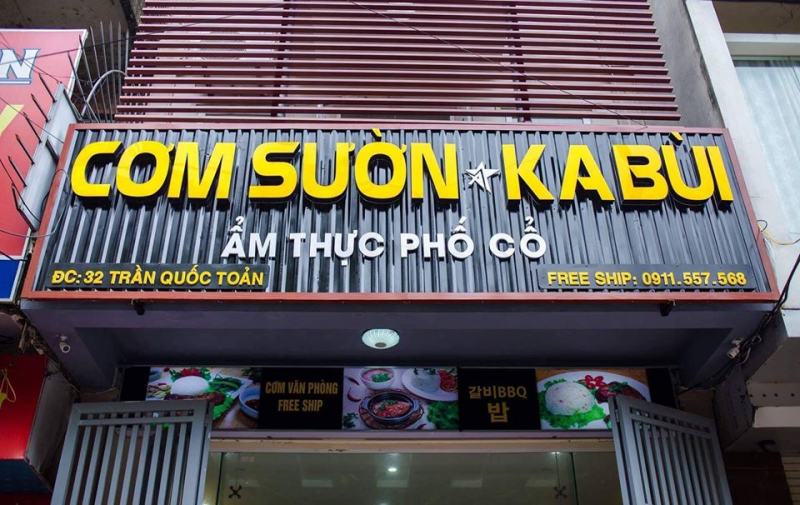 CƠM SƯỜN KABÙI
ẨM THỰC PHỐ CỔ
ĐC: 32 TRẦN QUỐC TOẢN
FREE SHIP: 0911.557.568
CƠM VĂN PHÒNG
FREE SHIP
갈비BBQ
밥